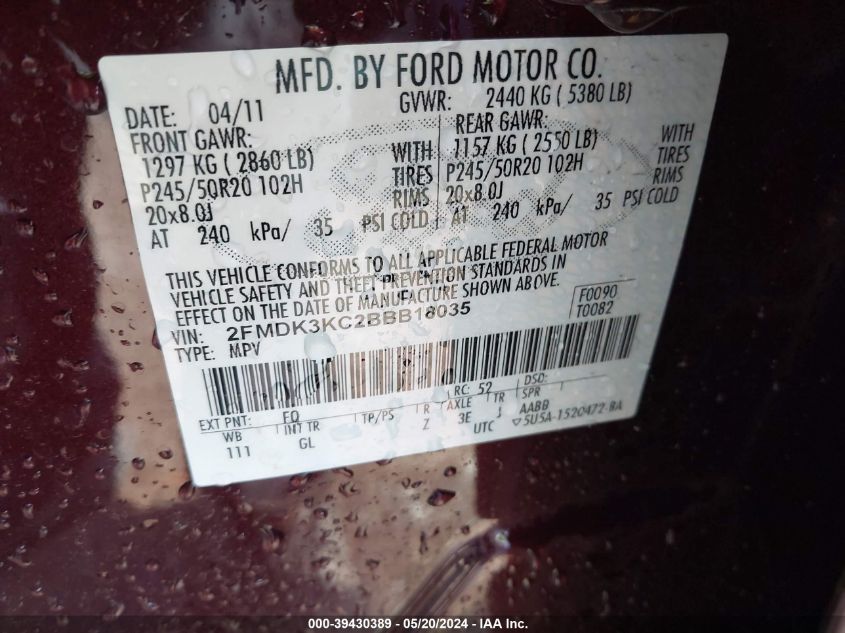 MFD. BY FORD MOTOR CO.
DATE: 04/11 GVWR: 2440 KG ( 5380 LB)
FRONT GAWR: REAR GAWR:
1297 KG ( 2860 LB) WITH 1157 KG ( 2550 LB) WITH
P245/50R20 102H TIRES P245/50R20 102H TIRES
20x8.0J RIMS 20x8.0J RIMS
AT 240 kPa/ 35 PSI COLD AT 240 kPa/ 35 PSI COLD
THIS VEHICLE CONFORMS TO ALL APPLICABLE FEDERAL MOTOR
VEHICLE SAFETY AND THEFT PREVENTION STANDARDS IN
EFFECT ON THE DATE OF MANUFACTURE SHOWN ABOVE.
VIN: 2FMDK3KC2BBB18035 F0090
TYPE: MPV T0082
EXT PNT: FQ RC: 52 DSO:
WB INT TR TP/PS R AXLE TR SPR
111 GL Z 3E J AABB
UTC ▽5U5A-1520472-BA
000-39430389 - 05/20/2024 - IAA Inc.